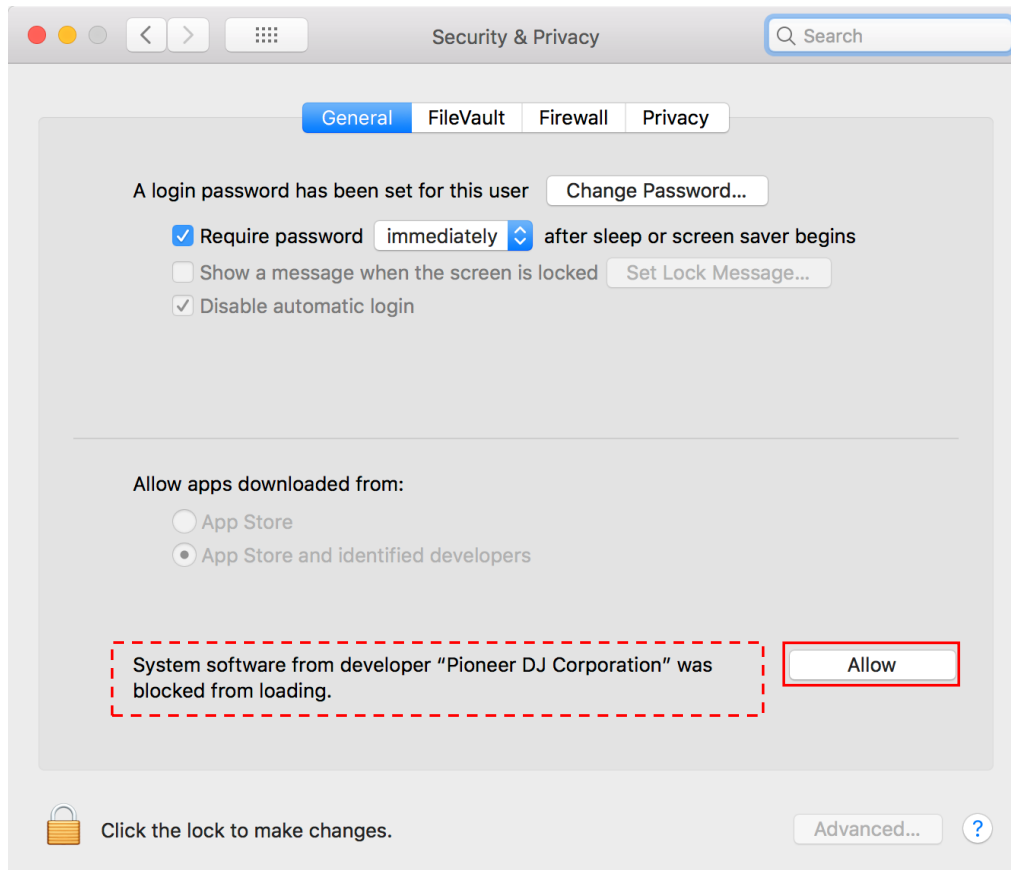 Security & Privacy
Search
General
FileVault
Firewall
Privacy
A login password has been set for this user
Change Password...
Require password
immediately
after sleep or screen saver begins
Show a message when the screen is locked
Set Lock Message...
Disable automatic login
Allow apps downloaded from:
App Store
App Store and identified developers
System software from developer “Pioneer DJ Corporation” was
blocked from loading.
Allow
Click the lock to make changes.
Advanced...
?